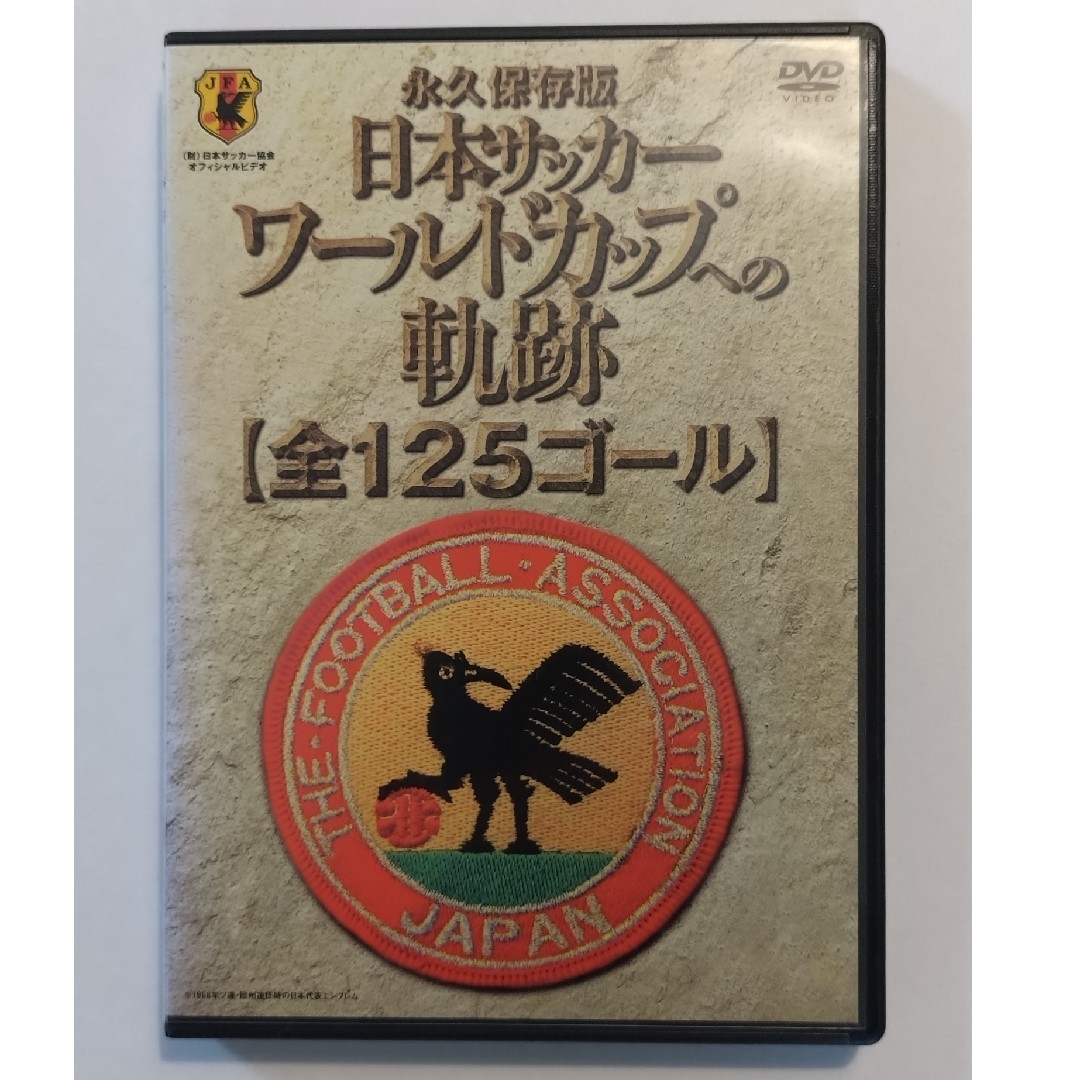 JFA
(財)日本サッカー協会
オフィシャルビデオ
DVD
VIDEO
永久保存版
日本サッカー
ワールドカップへの
軌跡
【全125ゴール】
THE・FOOTBALL・ASSOCIATION
JAPAN